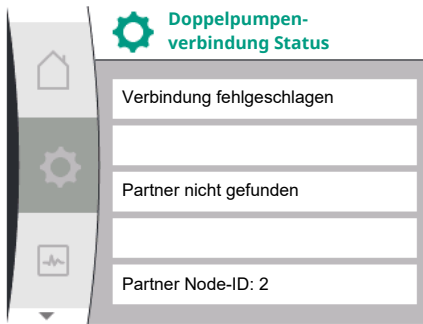 Doppelpumpen-
verbindung Status
Verbindung fehlgeschlagen
Partner nicht gefunden
Partner Node-ID: 2